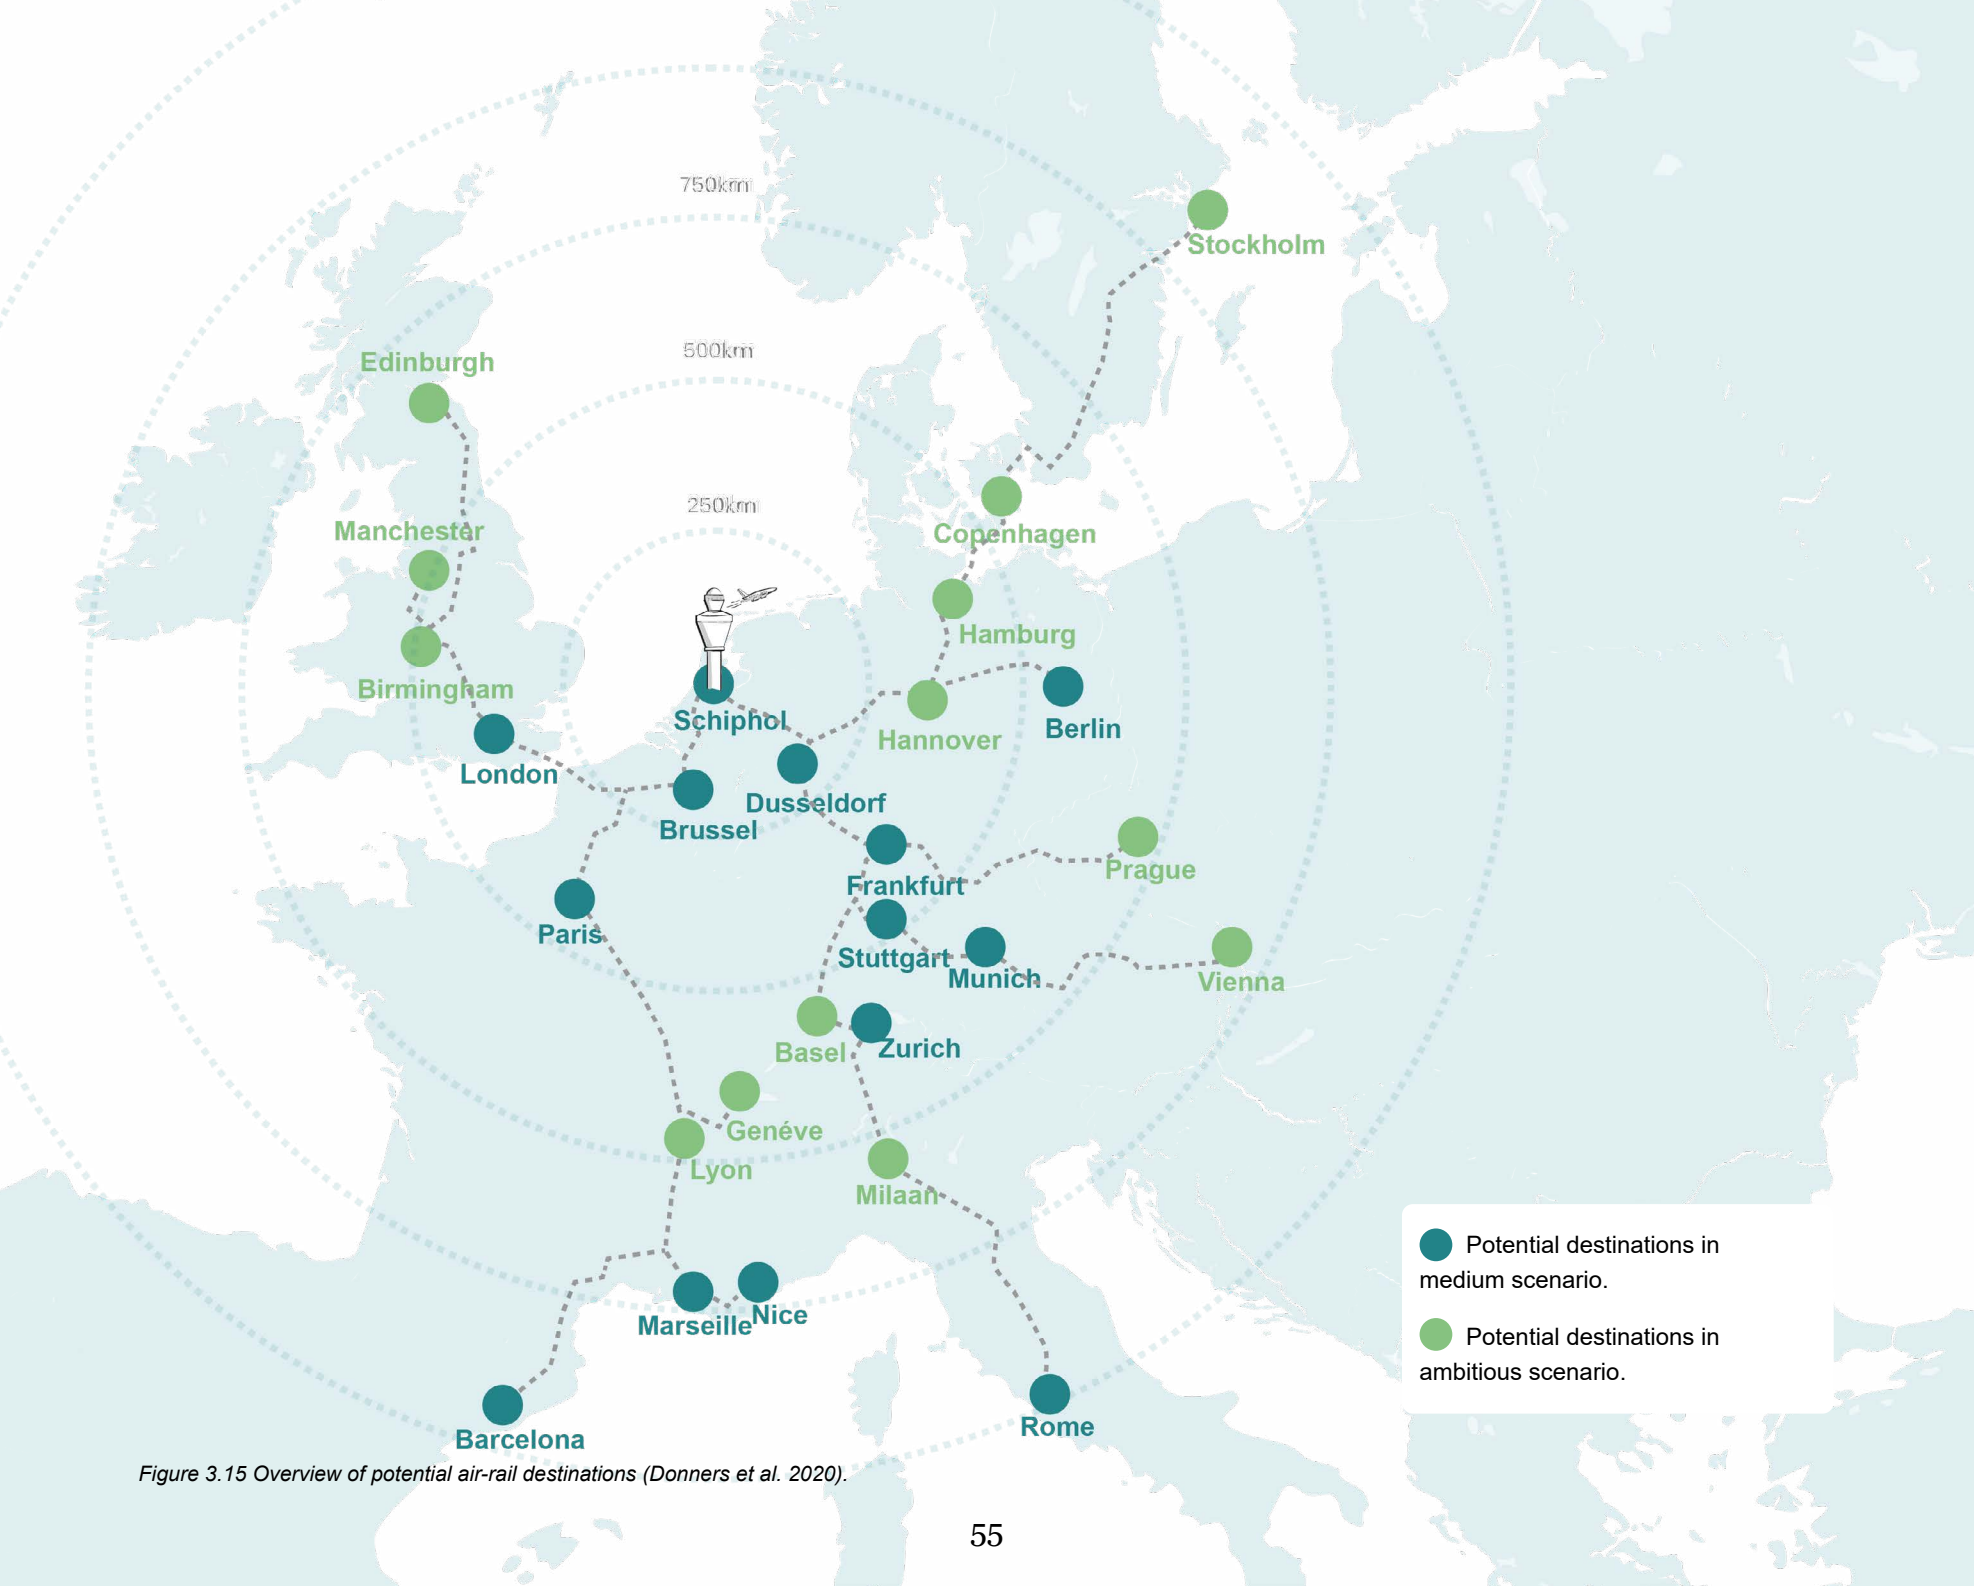 750km
Stockholm
500km
Edinburgh
250km
Manchester
Copenhagen
Hamburg
Birmingham
Schiphol
Berlin
Hannover
London
Dusseldorf
Brussel
Prague
Frankfurt
Paris
Stuttgart
Munich
Vienna
Basel
Zurich
Genéve
Lyon
Milaan
Potential destinations in
medium scenario.
Nice
Marseille
Potential destinations in
ambitious scenario.
Rome
Barcelona
Figure 3.15 Overview of potential air-rail destinations (Donners et al. 2020).
55